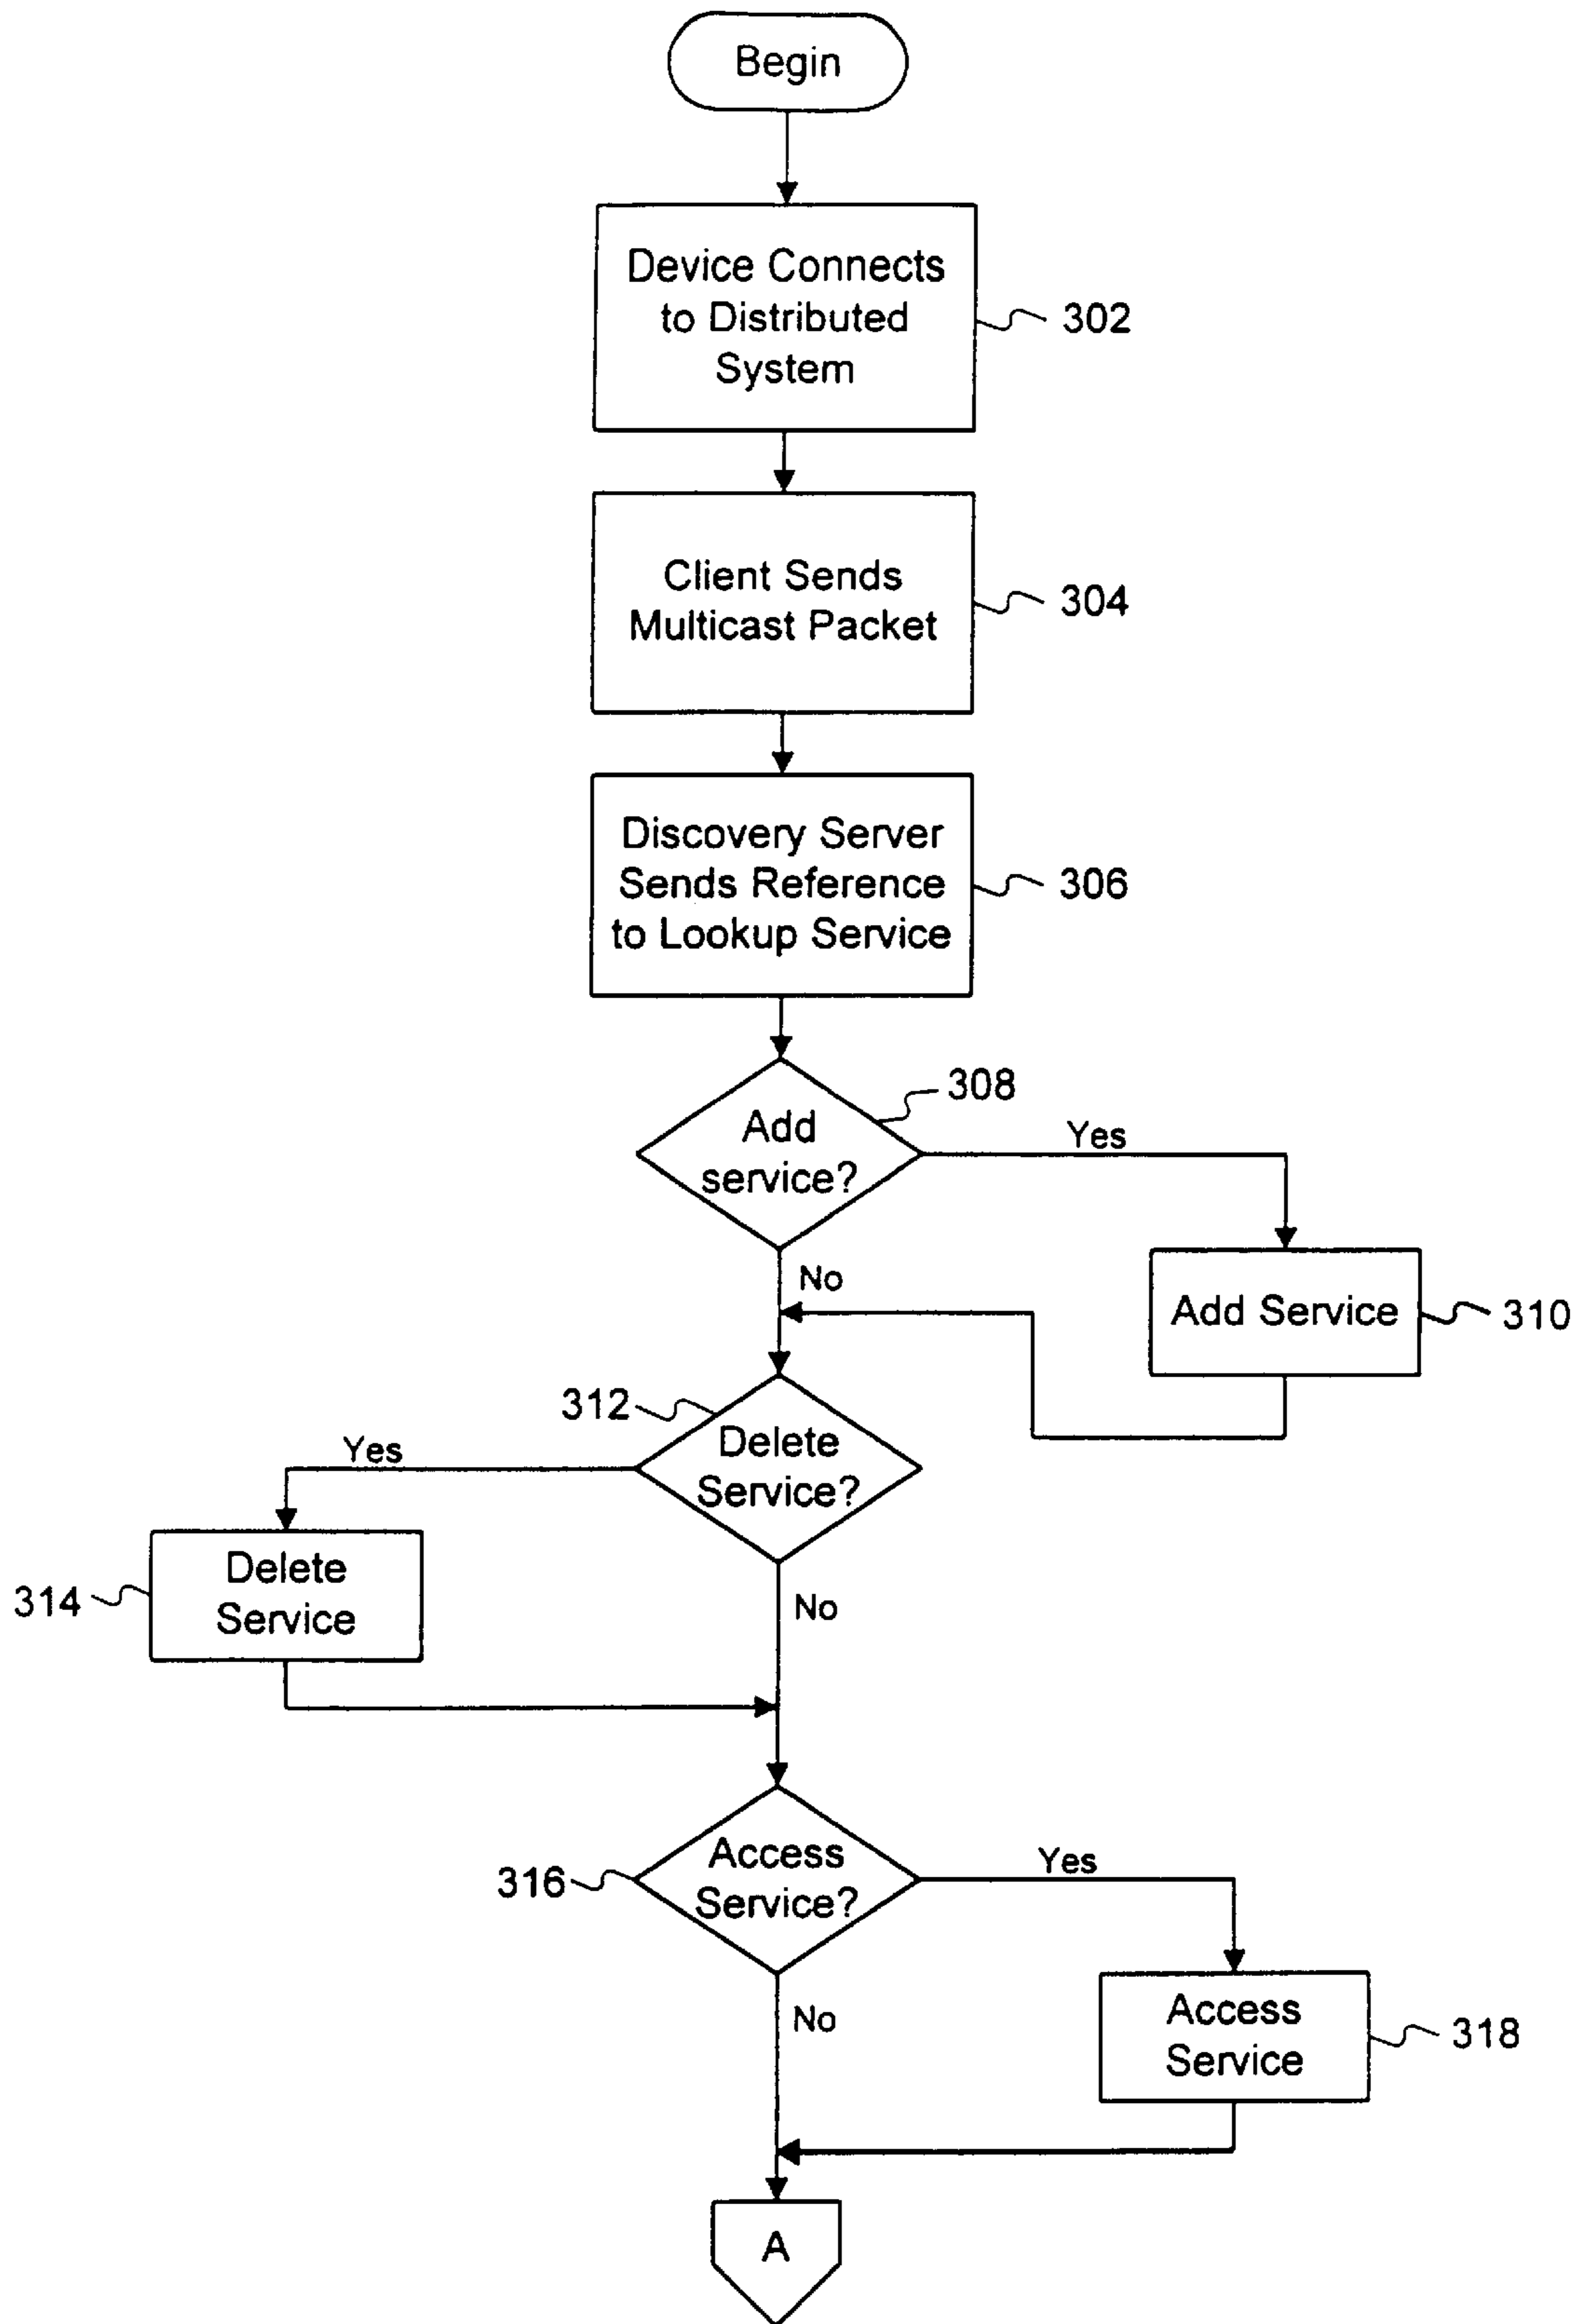 Begin
Device Connects
to Distributed
System
302
Client Sends
Multicast Packet
304
Discovery Server
Sends Reference
to Lookup Service
306
308
Add
service?
Yes
No
Add Service
310
312
Delete
Service?
Yes
Delete
Service
314
No
Access
Service?
316
Yes
No
Access
Service
318
A